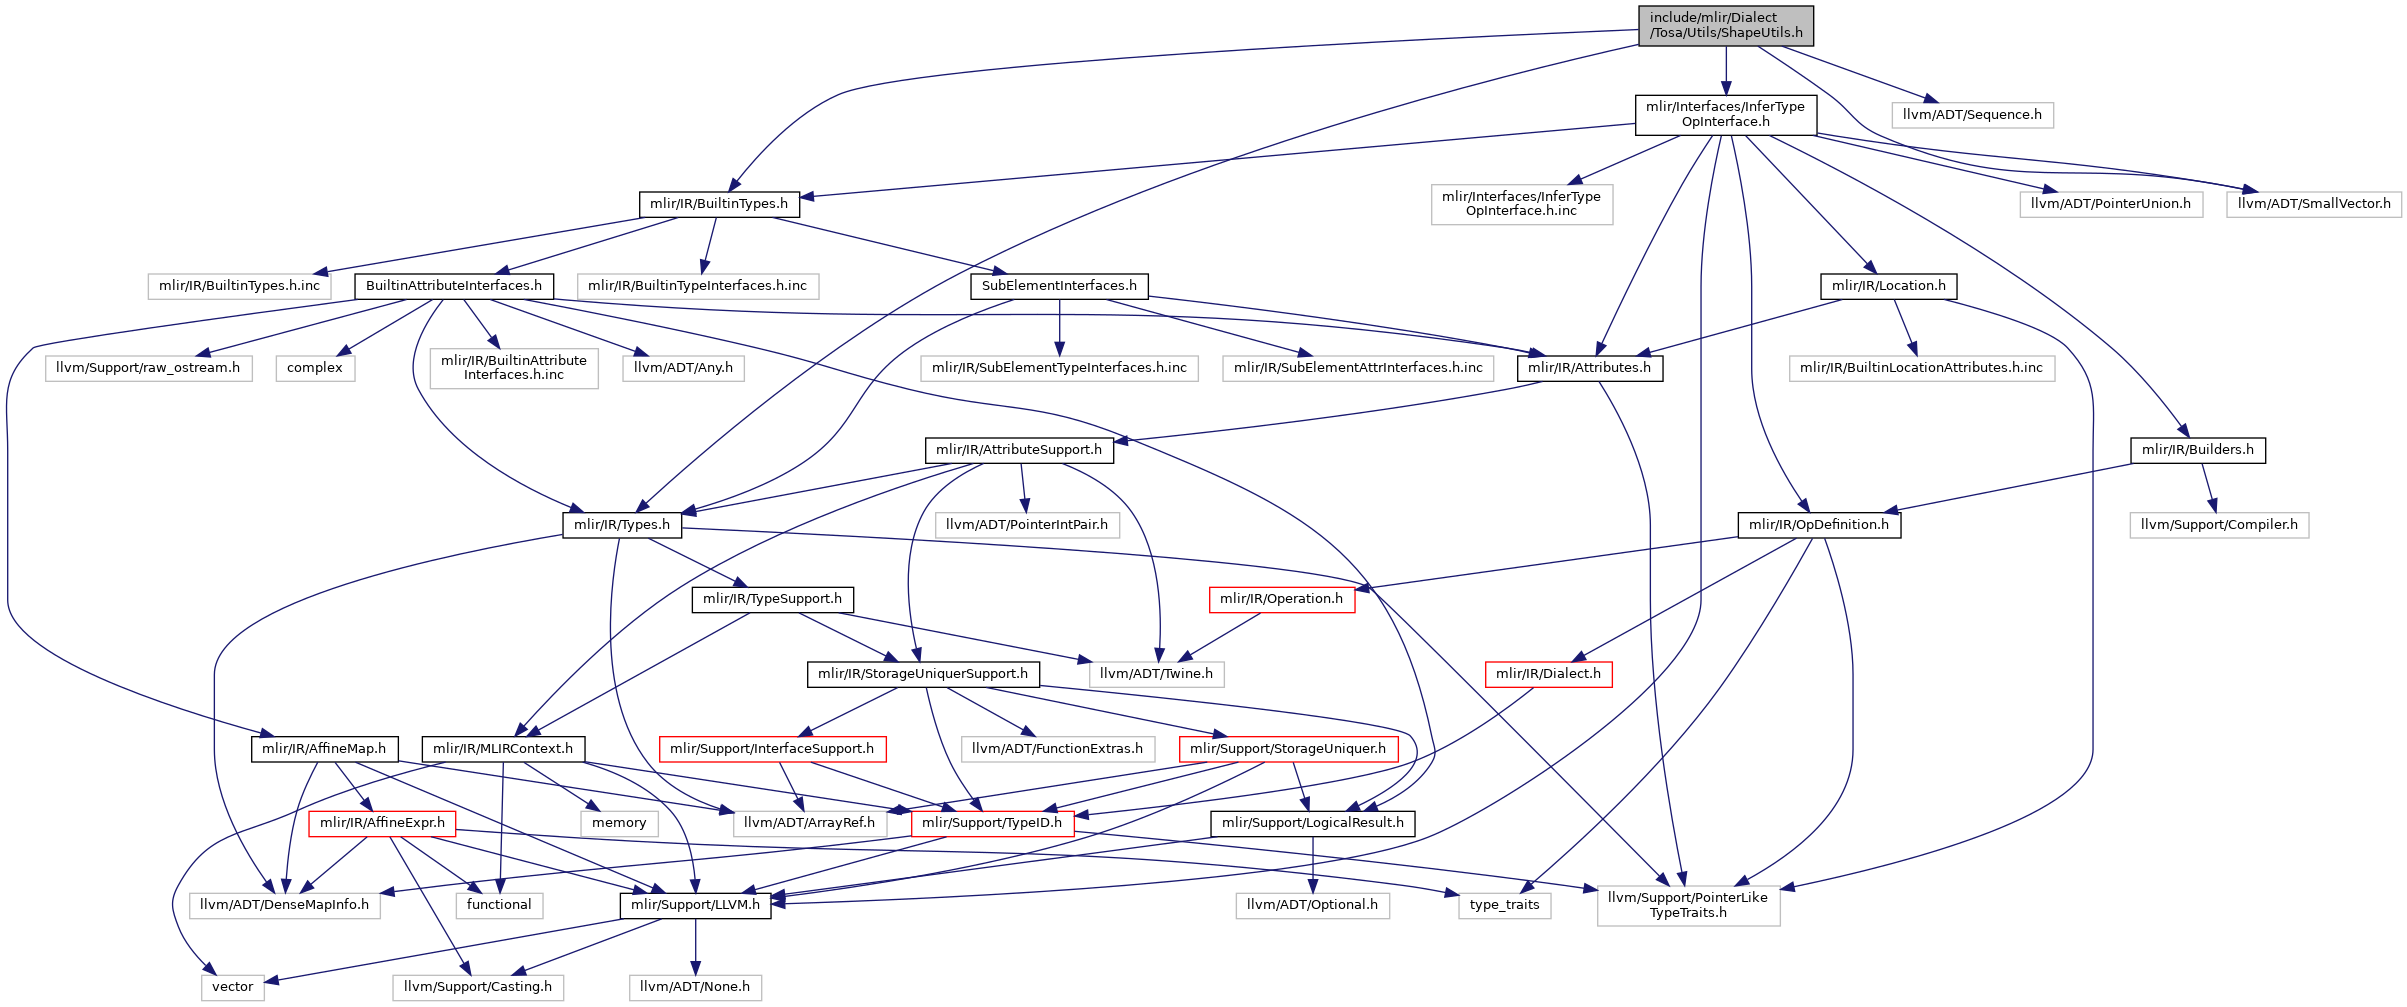 include/mlir/Dialect
/Tosa/Utils/ShapeUtils.h
mlir/Interfaces/InferType
OpInterface.h
llvm/ADT/Sequence.h
mlir/IR/BuiltinTypes.h
mlir/Interfaces/InferType
OpInterface.h.inc
llvm/ADT/PointerUnion.h
llvm/ADT/SmallVector.h
mlir/IR/BuiltinTypes.h.inc
BuiltinAttributeInterfaces.h
mlir/IR/BuiltinTypeInterfaces.h.inc
SubElementInterfaces.h
mlir/IR/Location.h
llvm/Support/raw_ostream.h
complex
mlir/IR/BuiltinAttribute
Interfaces.h.inc
llvm/ADT/Any.h
mlir/IR/SubElementTypeInterfaces.h.inc
mlir/IR/SubElementAttrInterfaces.h.inc
mlir/IR/Attributes.h
mlir/IR/BuiltinLocationAttributes.h.inc
mlir/IR/AttributeSupport.h
mlir/IR/Builders.h
mlir/IR/Types.h
llvm/ADT/PointerIntPair.h
mlir/IR/OpDefinition.h
llvm/Support/Compiler.h
mlir/IR/TypeSupport.h
mlir/IR/Operation.h
mlir/IR/StorageUniquerSupport.h
llvm/ADT/Twine.h
mlir/IR/Dialect.h
mlir/IR/AffineMap.h
mlir/IR/MLIRContext.h
mlir/Support/InterfaceSupport.h
llvm/ADT/FunctionExtras.h
mlir/Support/StorageUniquer.h
mlir/IR/AffineExpr.h
memory
llvm/ADT/ArrayRef.h
mlir/Support/TypeID.h
mlir/Support/LogicalResult.h
llvm/ADT/DenseMapInfo.h
functional
mlir/Support/LLVM.h
llvm/ADT/Optional.h
type_traits
llvm/Support/PointerLike
TypeTraits.h
vector
llvm/Support/Casting.h
llvm/ADT/None.h